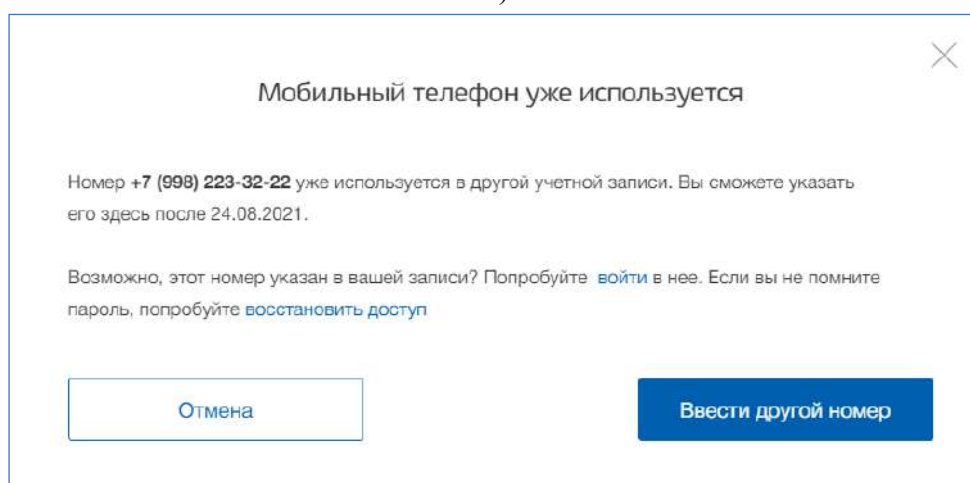 )
Мобильный телефон уже используется
Номер +7 (998) 223-32-22 уже используется в другой учетной записи. Вы сможете указать
его здесь после 24.08.2021.
Возможно, этот номер указан в вашей записи? Попробуйте войти в нее. Если вы не помните
пароль, попробуйте восстановить доступ
Отмена
Ввести другой номер